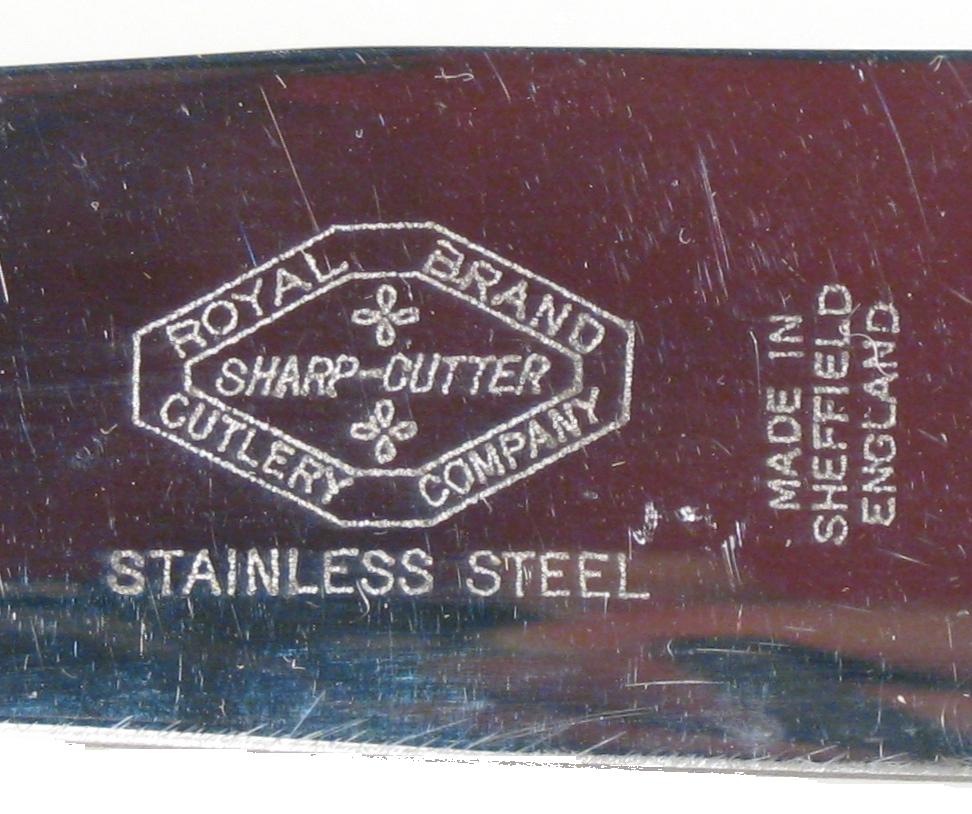 ROYAL BRAND
SHARP-CUTTER
CUTLERY COMPANY
STAINLESS STEEL
MADE IN
SHEFFIELD
ENGLAND